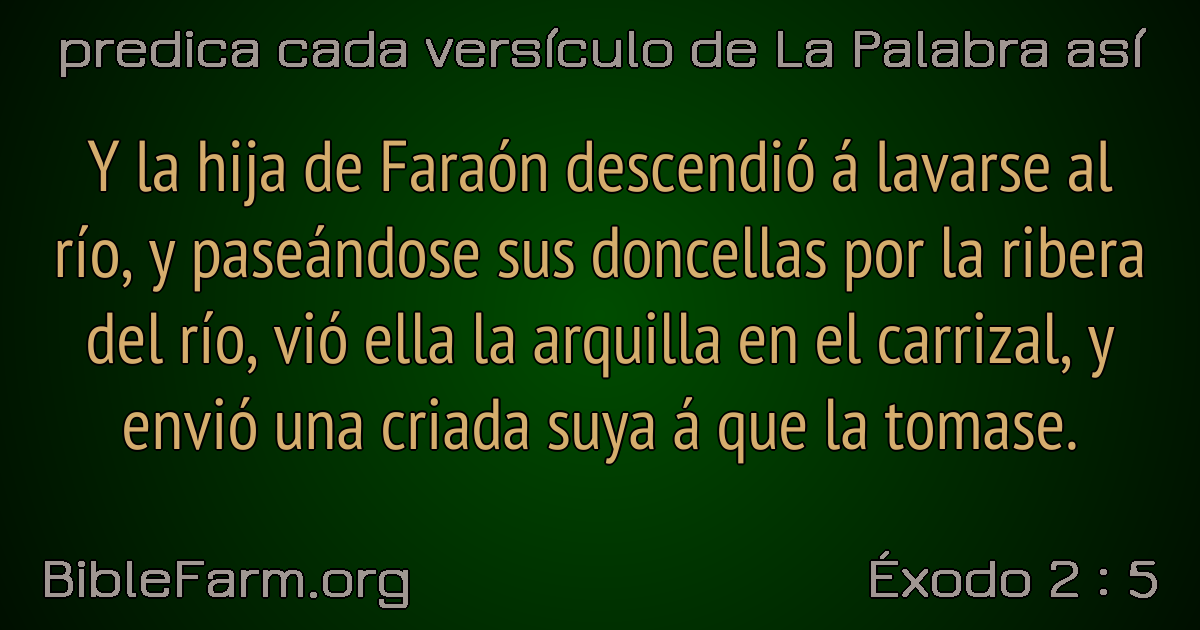 predica cada versículo de La Palabra así
Y la hija de Faraón descendió á lavarse al
río, y paseándose sus doncellas por la ribera
del río, vió ella la arquilla en el carrizal, y
envió una criada suya á que la tomase.
BibleFarm.org
Éxodo 2 : 5